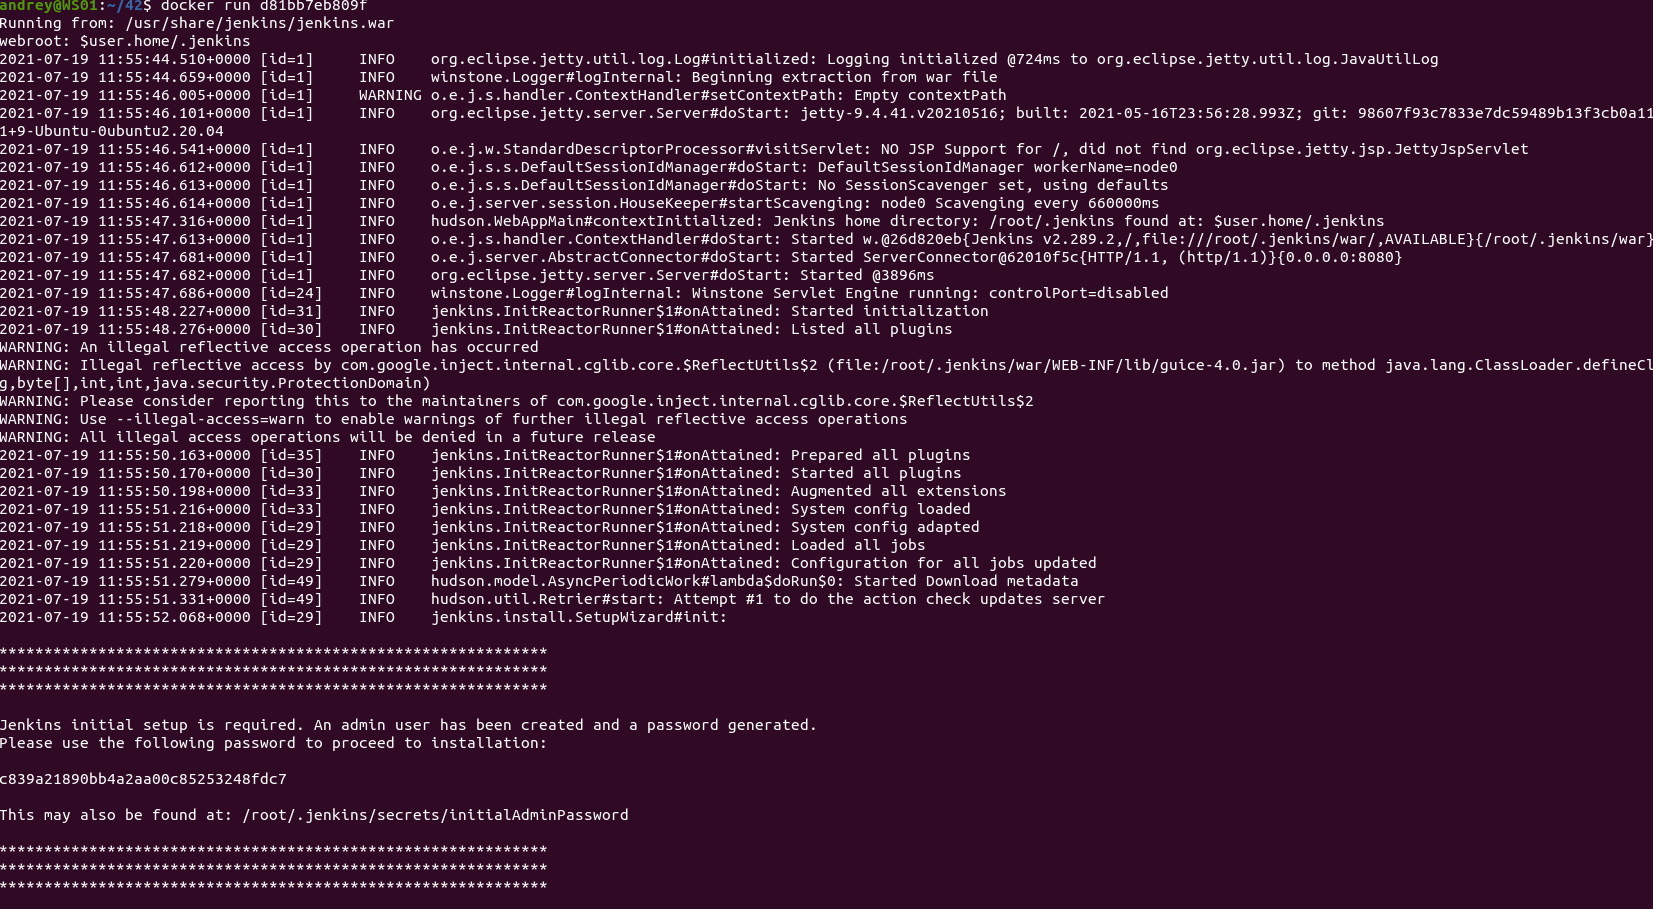 andrey@WS01:~/42$ docker run d81bb7eb809f
Running from: /usr/share/jenkins/jenkins.war
webroot: $user.home/.jenkins
2021-07-19 11:55:44.510+0000 [id=1]     INFO    org.eclipse.jetty.util.log.Log#initialized: Logging initialized @724ms to org.eclipse.jetty.util.log.JavaUtilLog
2021-07-19 11:55:44.659+0000 [id=1]     INFO    winstone.Logger#logInternal: Beginning extraction from war file
2021-07-19 11:55:46.005+0000 [id=1]     WARNING o.e.j.s.handler.ContextHandler#setContextPath: Empty contextPath
2021-07-19 11:55:46.101+0000 [id=1]     INFO    org.eclipse.jetty.server.Server#doStart: jetty-9.4.41.v20210516; built: 2021-05-16T23:56:28.993Z; git: 98607f93c7833e7dc59489b13f3cb0a11
1+9-Ubuntu-0ubuntu2.20.04
2021-07-19 11:55:46.541+0000 [id=1]     INFO    o.e.j.w.StandardDescriptorProcessor#visitServlet: NO JSP Support for /, did not find org.eclipse.jetty.jsp.JettyJspServlet
2021-07-19 11:55:46.612+0000 [id=1]     INFO    o.e.j.s.s.DefaultSessionIdManager#doStart: DefaultSessionIdManager workerName=node0
2021-07-19 11:55:46.613+0000 [id=1]     INFO    o.e.j.s.s.DefaultSessionIdManager#doStart: No SessionScavenger set, using defaults
2021-07-19 11:55:46.614+0000 [id=1]     INFO    o.e.j.server.session.HouseKeeper#startScavenging: node0 Scavenging every 660000ms
2021-07-19 11:55:47.316+0000 [id=1]     INFO    hudson.WebAppMain#contextInitialized: Jenkins home directory: /root/.jenkins found at: $user.home/.jenkins
2021-07-19 11:55:47.613+0000 [id=1]     INFO    o.e.j.s.handler.ContextHandler#doStart: Started w.@26d820eb{Jenkins v2.289.2,/,file:///root/.jenkins/war/,AVAILABLE}{/root/.jenkins/war}
2021-07-19 11:55:47.681+0000 [id=1]     INFO    o.e.j.server.AbstractConnector#doStart: Started ServerConnector@62010f5c{HTTP/1.1, (http/1.1)}{0.0.0.0:8080}
2021-07-19 11:55:47.682+0000 [id=1]     INFO    org.eclipse.jetty.server.Server#doStart: Started @3896ms
2021-07-19 11:55:47.686+0000 [id=24]    INFO    winstone.Logger#logInternal: Winstone Servlet Engine running: controlPort=disabled
2021-07-19 11:55:48.227+0000 [id=31]    INFO    jenkins.InitReactorRunner$1#onAttained: Started initialization
2021-07-19 11:55:48.276+0000 [id=30]    INFO    jenkins.InitReactorRunner$1#onAttained: Listed all plugins
WARNING: An illegal reflective access operation has occurred
WARNING: Illegal reflective access by com.google.inject.internal.cglib.core.$ReflectUtils$2 (file:/root/.jenkins/war/WEB-INF/lib/guice-4.0.jar) to method java.lang.ClassLoader.defineCl
g,byte[],int,int,java.security.ProtectionDomain)
WARNING: Please consider reporting this to the maintainers of com.google.inject.internal.cglib.core.$ReflectUtils$2
WARNING: Use --illegal-access=warn to enable warnings of further illegal reflective access operations
WARNING: All illegal access operations will be denied in a future release
2021-07-19 11:55:50.163+0000 [id=35]    INFO    jenkins.InitReactorRunner$1#onAttained: Prepared all plugins
2021-07-19 11:55:50.170+0000 [id=30]    INFO    jenkins.InitReactorRunner$1#onAttained: Started all plugins
2021-07-19 11:55:50.198+0000 [id=33]    INFO    jenkins.InitReactorRunner$1#onAttained: Augmented all extensions
2021-07-19 11:55:51.216+0000 [id=33]    INFO    jenkins.InitReactorRunner$1#onAttained: System config loaded
2021-07-19 11:55:51.218+0000 [id=29]    INFO    jenkins.InitReactorRunner$1#onAttained: System config adapted
2021-07-19 11:55:51.219+0000 [id=29]    INFO    jenkins.InitReactorRunner$1#onAttained: Loaded all jobs
2021-07-19 11:55:51.220+0000 [id=29]    INFO    jenkins.InitReactorRunner$1#onAttained: Configuration for all jobs updated
2021-07-19 11:55:51.279+0000 [id=49]    INFO    hudson.model.AsyncPeriodicWork#lambda$doRun$0: Started Download metadata
2021-07-19 11:55:51.331+0000 [id=49]    INFO    hudson.util.Retrier#start: Attempt #1 to do the action check updates server
2021-07-19 11:55:52.068+0000 [id=29]    INFO    jenkins.install.SetupWizard#init:
*************************************************************
*************************************************************
*************************************************************
Jenkins initial setup is required. An admin user has been created and a password generated.
Please use the following password to proceed to installation:
c839a21890bb4a2aa00c85253248fdc7
This may also be found at: /root/.jenkins/secrets/initialAdminPassword
*************************************************************
*************************************************************
*************************************************************